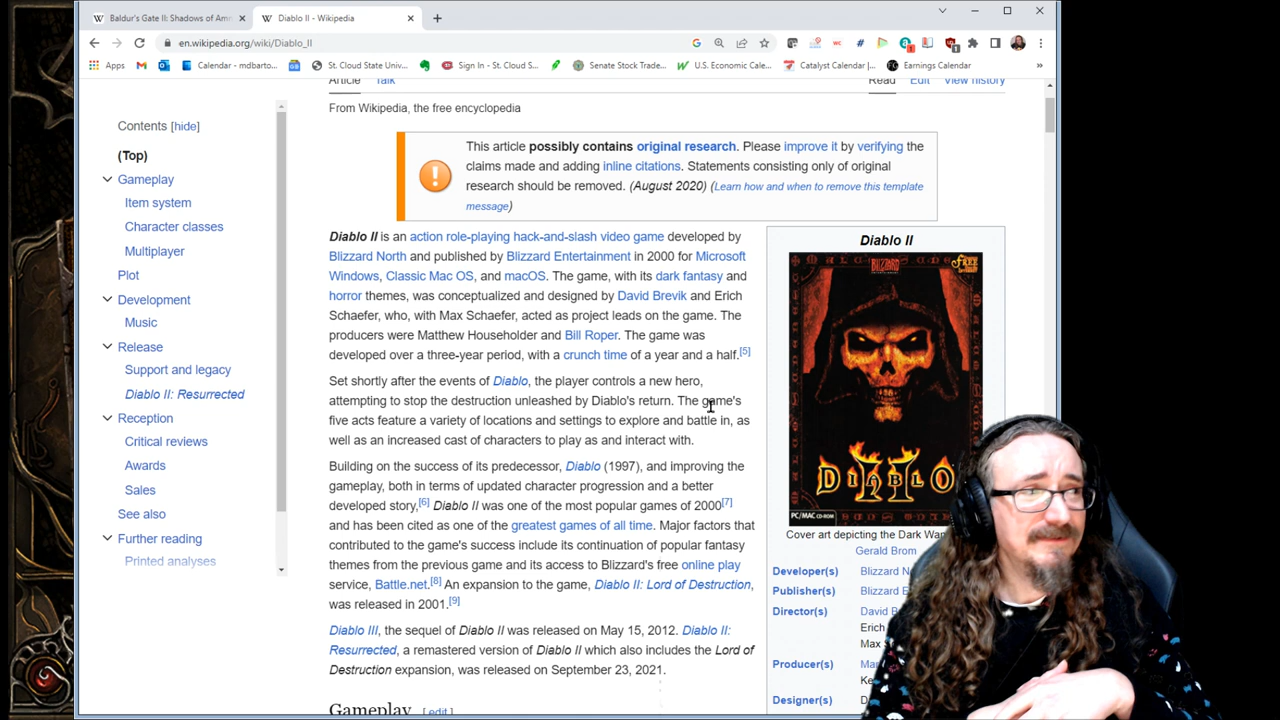 Baldur's Gate II: Shadows of Amn
Diablo II - Wikipedia
en.wikipedia.org/wiki/Diablo_II
Apps
Calendar - mdbarto...
St. Cloud State Univ...
Sign In - St. Cloud S...
Senate Stock Trade...
U.S. Economic Cale...
Catalyst Calendar |...
Earnings Calendar
»
Article Talk Read Edit View history
From Wikipedia, the free encyclopedia
Contents [hide]
(Top)
Gameplay
Item system
Character classes
Multiplayer
Plot
Development
Music
Release
Support and legacy
Diablo II: Resurrected
Reception
Critical reviews
Awards
Sales
See also
Further reading
Printed analyses
This article possibly contains original research. Please improve it by verifying the
claims made and adding inline citations. Statements consisting only of original
research should be removed. (August 2020) (Learn how and when to remove this template
message)
Diablo II is an action role-playing hack-and-slash video game developed by
Blizzard North and published by Blizzard Entertainment in 2000 for Microsoft
Windows, Classic Mac OS, and macOS. The game, with its dark fantasy and
horror themes, was conceptualized and designed by David Brevik and Erich
Schaefer, who, with Max Schaefer, acted as project leads on the game. The
producers were Matthew Householder and Bill Roper. The game was
developed over a three-year period, with a crunch time of a year and a half.[5]
Set shortly after the events of Diablo, the player controls a new hero,
attempting to stop the destruction unleashed by Diablo's return. The game's
five acts feature a variety of locations and settings to explore and battle in, as
well as an increased cast of characters to play as and interact with.
Building on the success of its predecessor, Diablo (1997), and improving the
gameplay, both in terms of updated character progression and a better
developed story,[6] Diablo II was one of the most popular games of 2000[7]
and has been cited as one of the greatest games of all time. Major factors that
contributed to the game's success include its continuation of popular fantasy
themes from the previous game and its access to Blizzard's free online play
service, Battle.net.[8] An expansion to the game, Diablo II: Lord of Destruction,
was released in 2001.[9]
Diablo III, the sequel of Diablo II was released on May 15, 2012. Diablo II:
Resurrected, a remastered version of Diablo II which also includes the Lord of
Destruction expansion, was released on September 23, 2021.
Gameplay [edit]
Diablo II
BLIZZARD
DIABLO II
PC/MAC CD-ROM
Cover art depicting the Dark Wan
Gerald Brom
Developer(s) Blizzard N
Publisher(s) Blizzard E
Director(s) David B
Erich
Max S
Producer(s)
Designer(s)